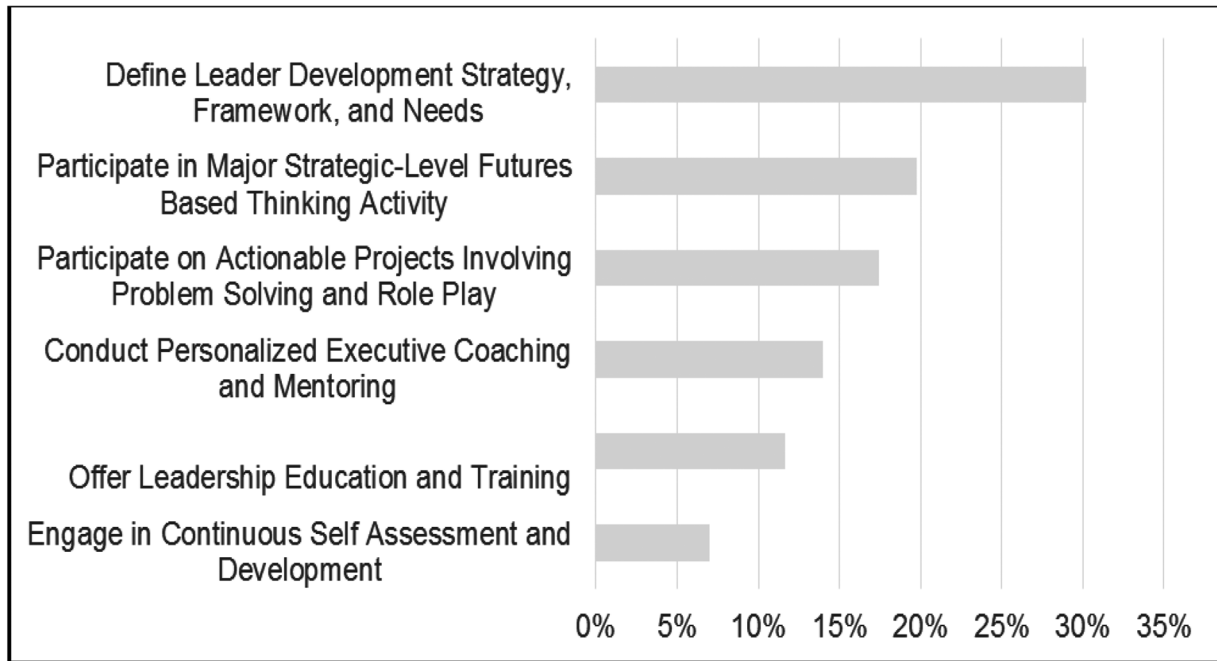 Define Leader Development Strategy,
Framework, and Needs
Participate in Major Strategic-Level Futures
Based Thinking Activity
Participate on Actionable Projects Involving
Problem Solving and Role Play
Conduct Personalized Executive Coaching
and Mentoring
Offer Leadership Education and Training
Engage in Continuous Self Assessment and
Development
0% 5% 10% 15% 20% 25% 30% 35%